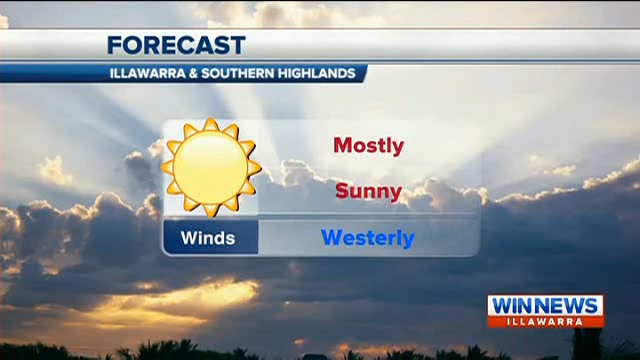 FORECAST
ILLAWARRA & SOUTHERN HIGHLANDS
Mostly
Sunny
Winds Westerly
WIN NEWS
ILLAWARRA